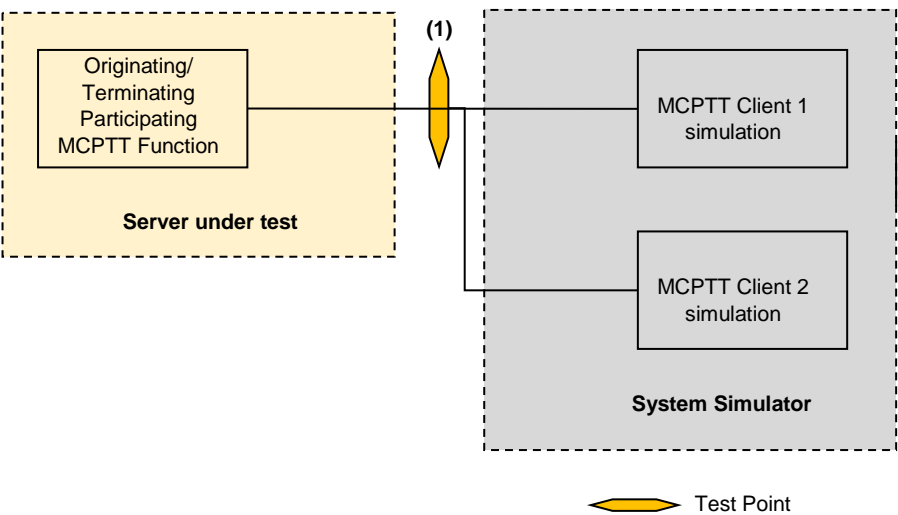 (1)
Originating/
Terminating
Participating
MCPTT Function
Server under test
MCPTT Client 1
simulation
MCPTT Client 2
simulation
System Simulator
Test Point